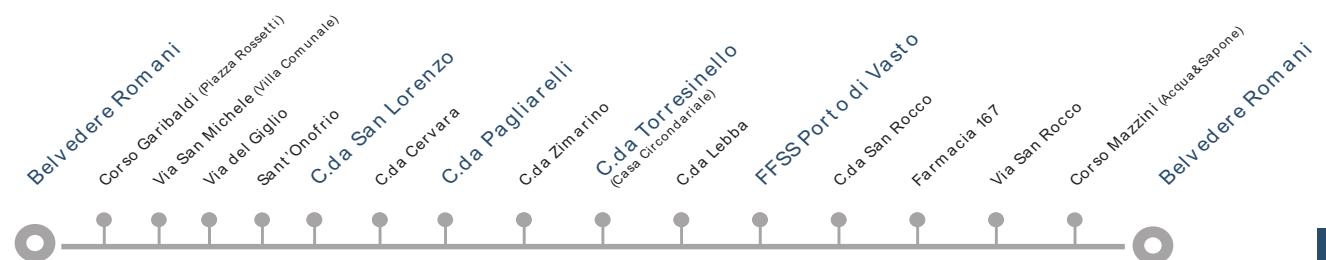 Belvedere Romani
Corso Garibaldi (Piazza Rossetti)
Via San Michele (Villa Comunale)
Via del Giglio
Sant'Onofrio
C.da San Lorenzo
C.da Cervara
C.da Pagliarelli
C.da Zimarino
C.da Torresinello
(Casa Circondariale)
C.da Lebba
FFSS Porto di Vasto
C.da San Rocco
Farmacia 167
Via San Rocco
Corso Mazzini (Acqua&Sapone)
Belvedere Romani